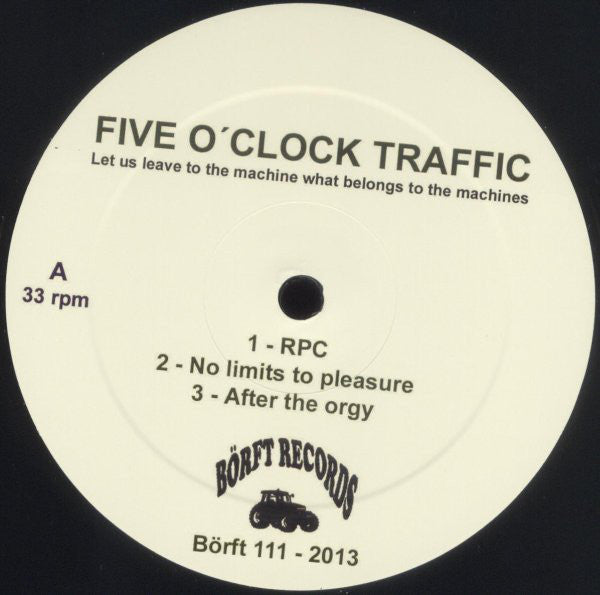 FIVE O´CLOCK TRAFFIC
Let us leave to the machine what belongs to the machines
A
33 rpm
1 - RPC
2 - No limits to pleasure
3 - After the orgy
BÖRFT RECORDS
Börft 111 - 2013